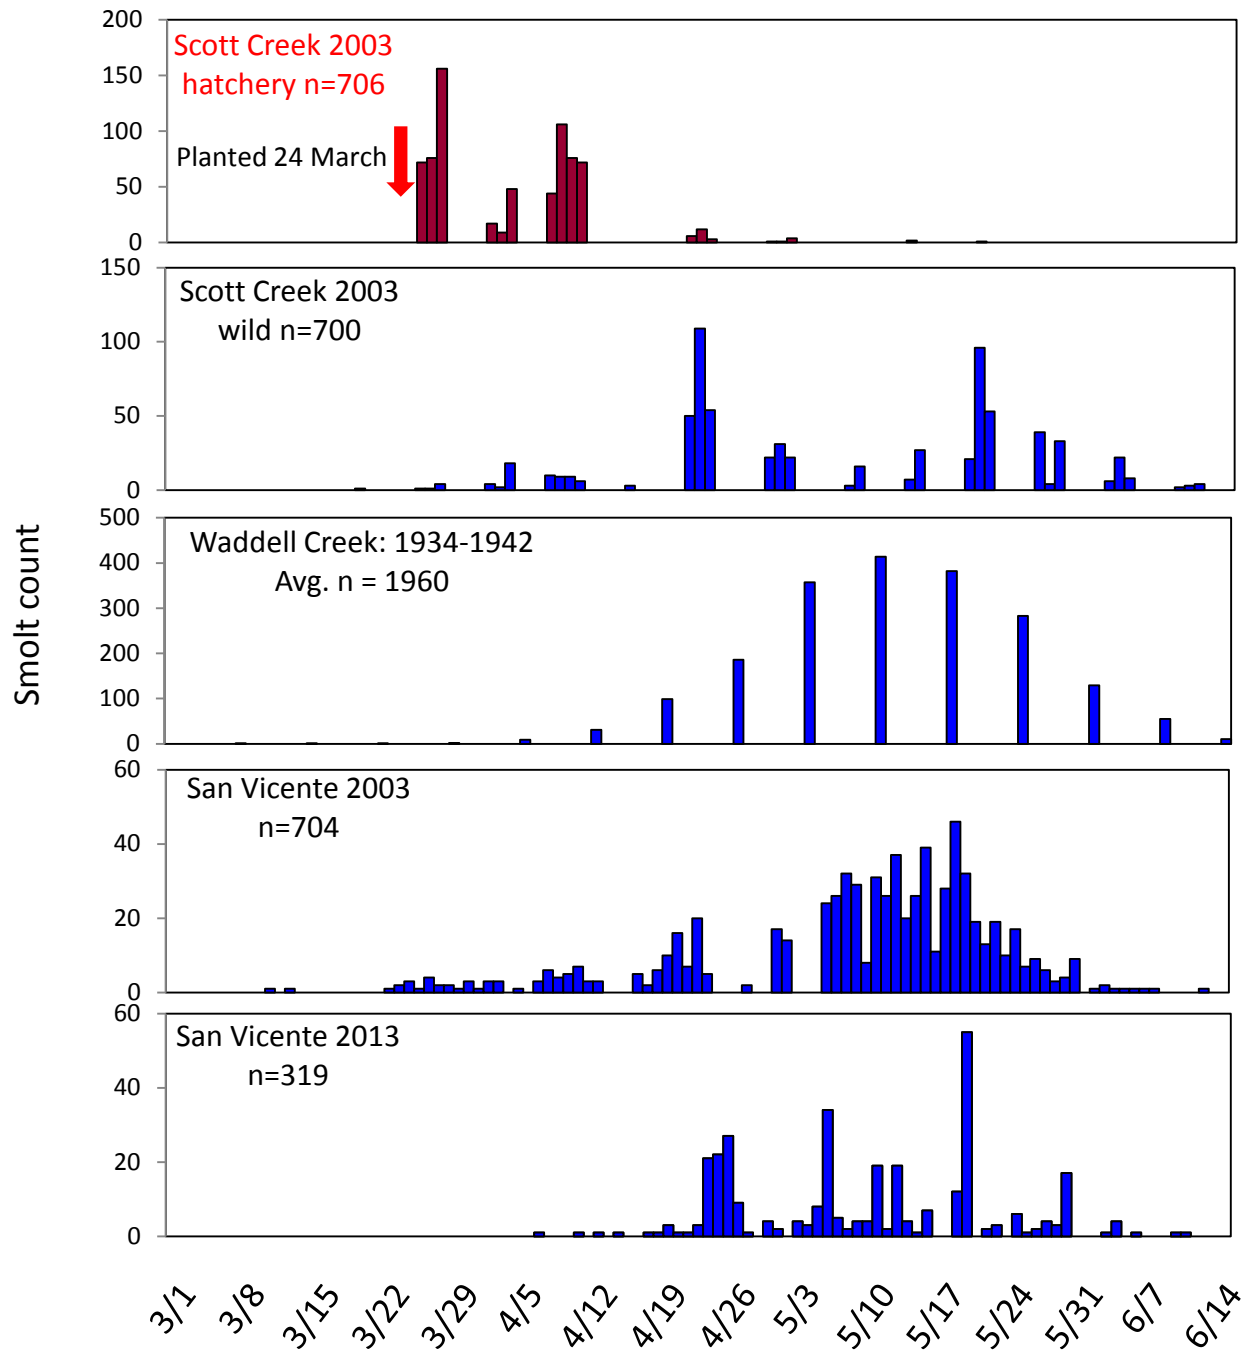 Smolt count
200
150
100
50
0
Scott Creek 2003
hatchery n=706
Planted 24 March
150
100
50
0
Scott Creek 2003
wild n=700
500
400
300
200
100
0
Waddell Creek: 1934-1942
Avg. n = 1960
60
40
20
0
San Vicente 2003
n=704
60
40
20
0
San Vicente 2013
n=319
3/1 3/8 3/15 3/22 3/29 4/5 4/12 4/19 4/26 5/3 5/10 5/17 5/24 5/31 6/7 6/14